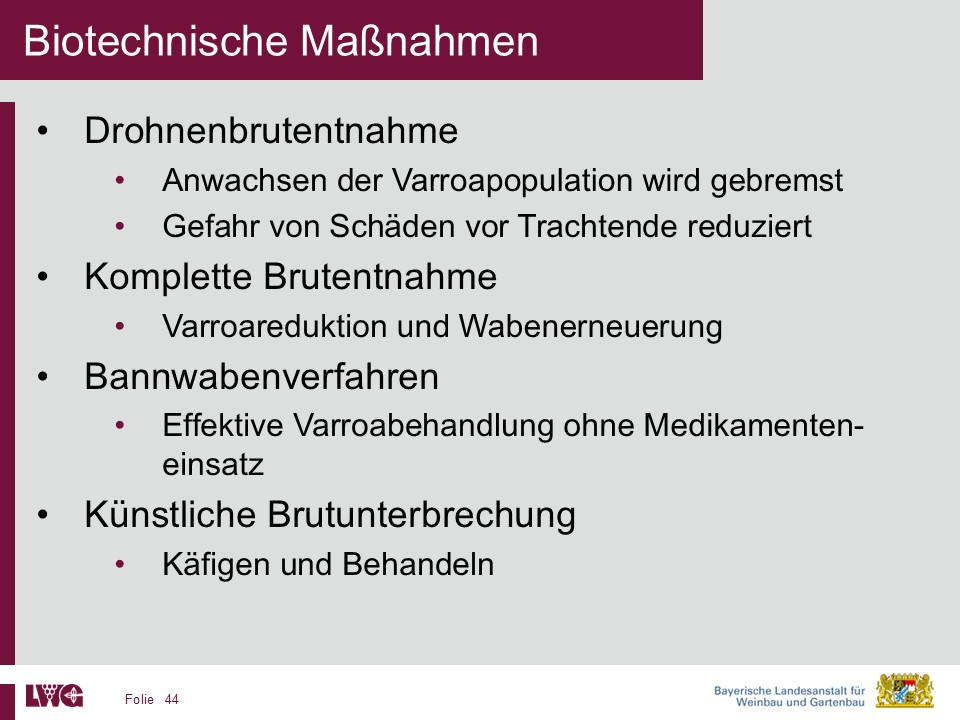 Biotechnische Maßnahmen
• Drohnenbrutentnahme
• Anwachsen der Varroapopulation wird gebremst
• Gefahr von Schäden vor Trachtende reduziert
• Komplette Brutentnahme
• Varroareduktion und Wabenerneuerung
• Bannwabenverfahren
• Effektive Varroabehandlung ohne Medikamenten-
einsatz
• Künstliche Brutunterbrechung
• Käfigen und Behandeln
LWG
Folie 44
Bayerische Landesanstalt für
Weinbau und Gartenbau